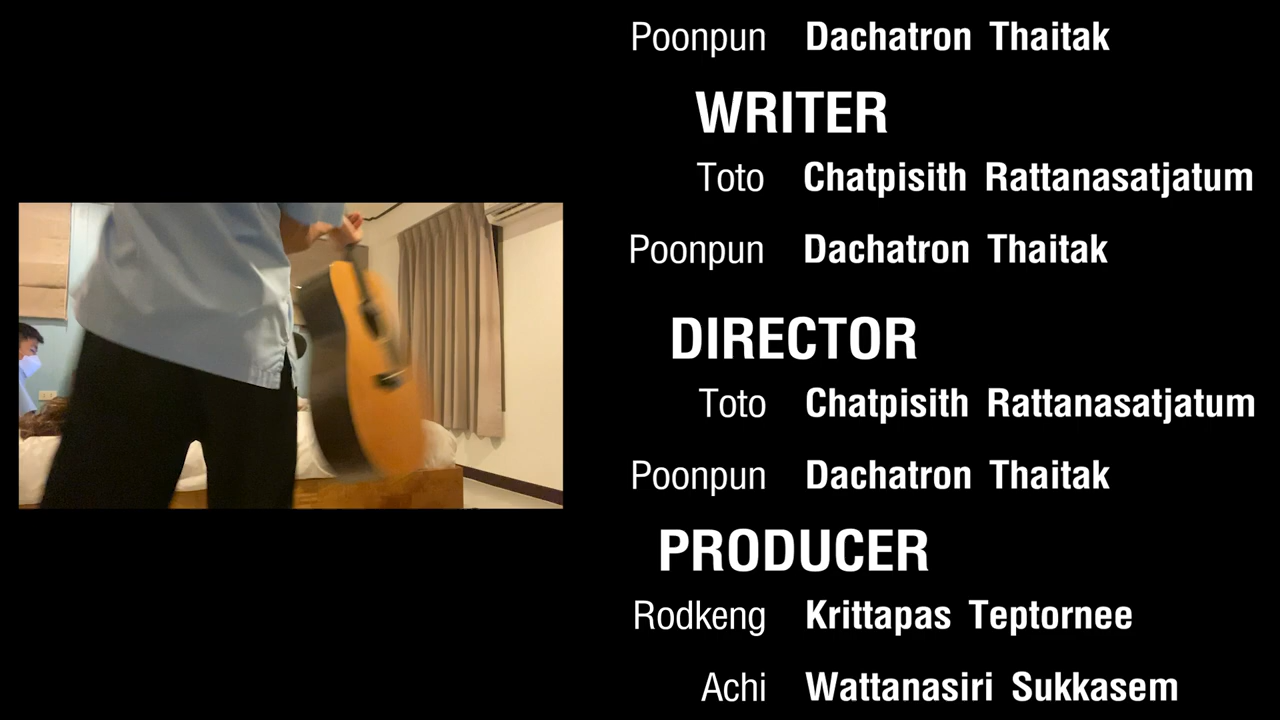 Poonpun Dachatron Thaitak
WRITER
Toto Chatpisith Rattanasatjatum
Poonpun Dachatron Thaitak
DIRECTOR
Toto Chatpisith Rattanasatjatum
Poonpun Dachatron Thaitak
PRODUCER
Rodkeng Krittapas Teptornee
Achi Wattanasiri Sukkasem